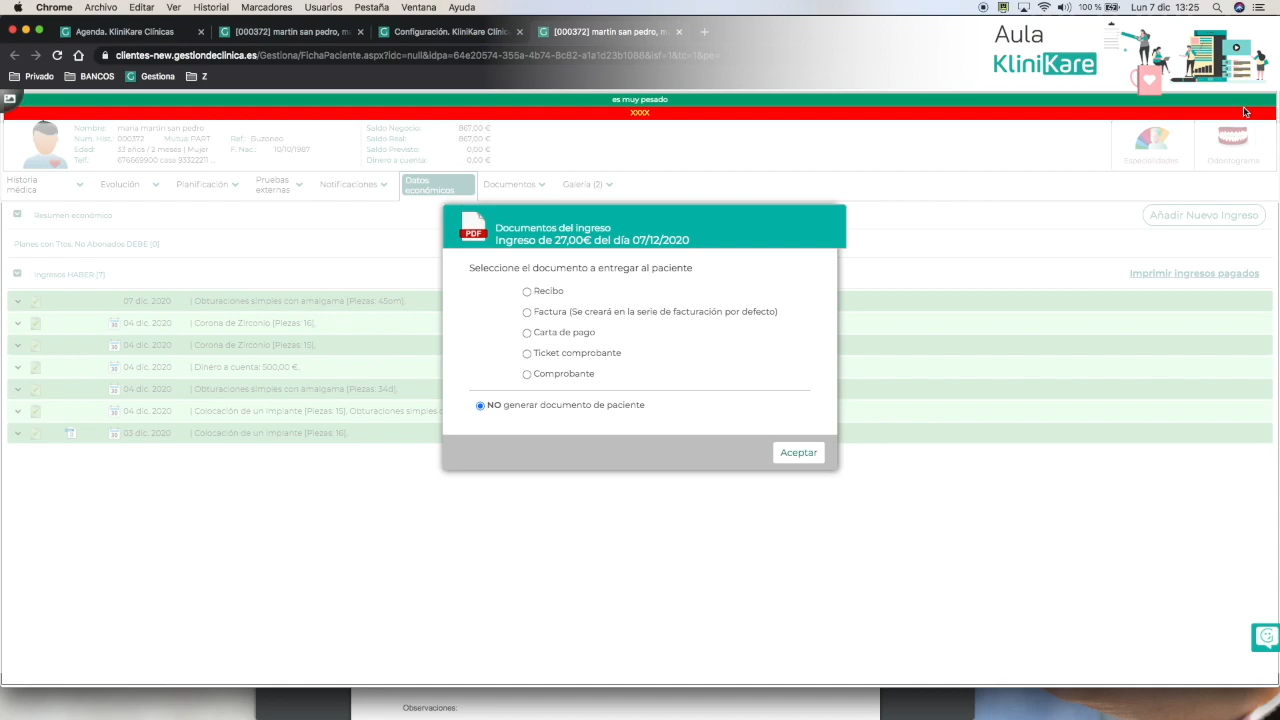 Chrome Archivo Editar Ver Historial Marcadores Perfiles Pestaña Ventana Ayuda 100 % 13:25
Agenda. KliniKare Clínicas
[000372] martin san pedro, m
Configuración. KliniKare Clínic
[000372] martin san pedro, m
clientes-new.gestiondeclinica.es/Gestiona/FichaPaciente.aspx?idc=null&idpa=64e20574-355a-4b74-8c82-a1a1d23b1088&isf=1&tc=1&pe
Privado BANCOS Gestiona Z
Aula
KliniKare
es muy pesado
XXXX
Nombre: maria martin san pedro
Num. Hist.: 000372 Mutua PART Ref.: Buzoneo
Edad: 33 años / 2 meses | Mujer F. Nac.: 10/10/1987
Telf.: 676669900 casa 93322211 ...
Saldo Negocio: 867,00 €
Saldo Real: 867,00 €
Saldo Previsto: 0,00 €
Dinero a cuenta: 0,00 €
Especialidades
Odontograma
Historia médica
Evolución
Planificación
Pruebas externas
Notificaciones
Datos económicos
Documentos
Galería (2)
Resumen económico
Añadir Nuevo Ingreso
Planes con Ttos. No Abonados DEBE [0]
Ingresos HABER [7]
Imprimir ingresos pagados
07 dic. 2020 | Obturaciones simples con amalgama [Piezas: 45om],
04 dic. 2020 | Corona de Zirconio [Piezas: 16],
04 dic. 2020 | Corona de Zirconio [Piezas: 15],
04 dic. 2020 | Dinero a cuenta: 500,00 €,
04 dic. 2020 | Obturaciones simples con amalgama [Piezas: 34d],
04 dic. 2020 | Colocación de un implante [Piezas: 15], Obturaciones simples
03 dic. 2020 | Colocación de un implante [Piezas: 16],
PDF
Documentos del ingreso
Ingreso de 27,00€ del día 07/12/2020
Seleccione el documento a entregar al paciente
Recibo
Factura (Se creará en la serie de facturación por defecto)
Carta de pago
Ticket comprobante
Comprobante
NO generar documento de paciente
Aceptar
Observaciones: